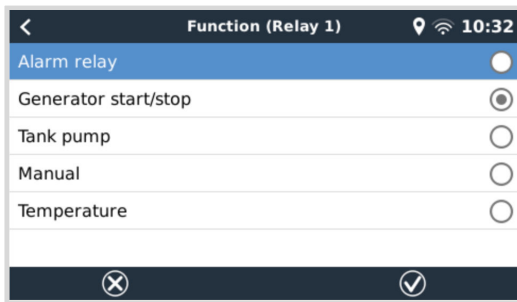 Function (Relay 1) 10:32
Alarm relay
Generator start/stop
Tank pump
Manual
Temperature